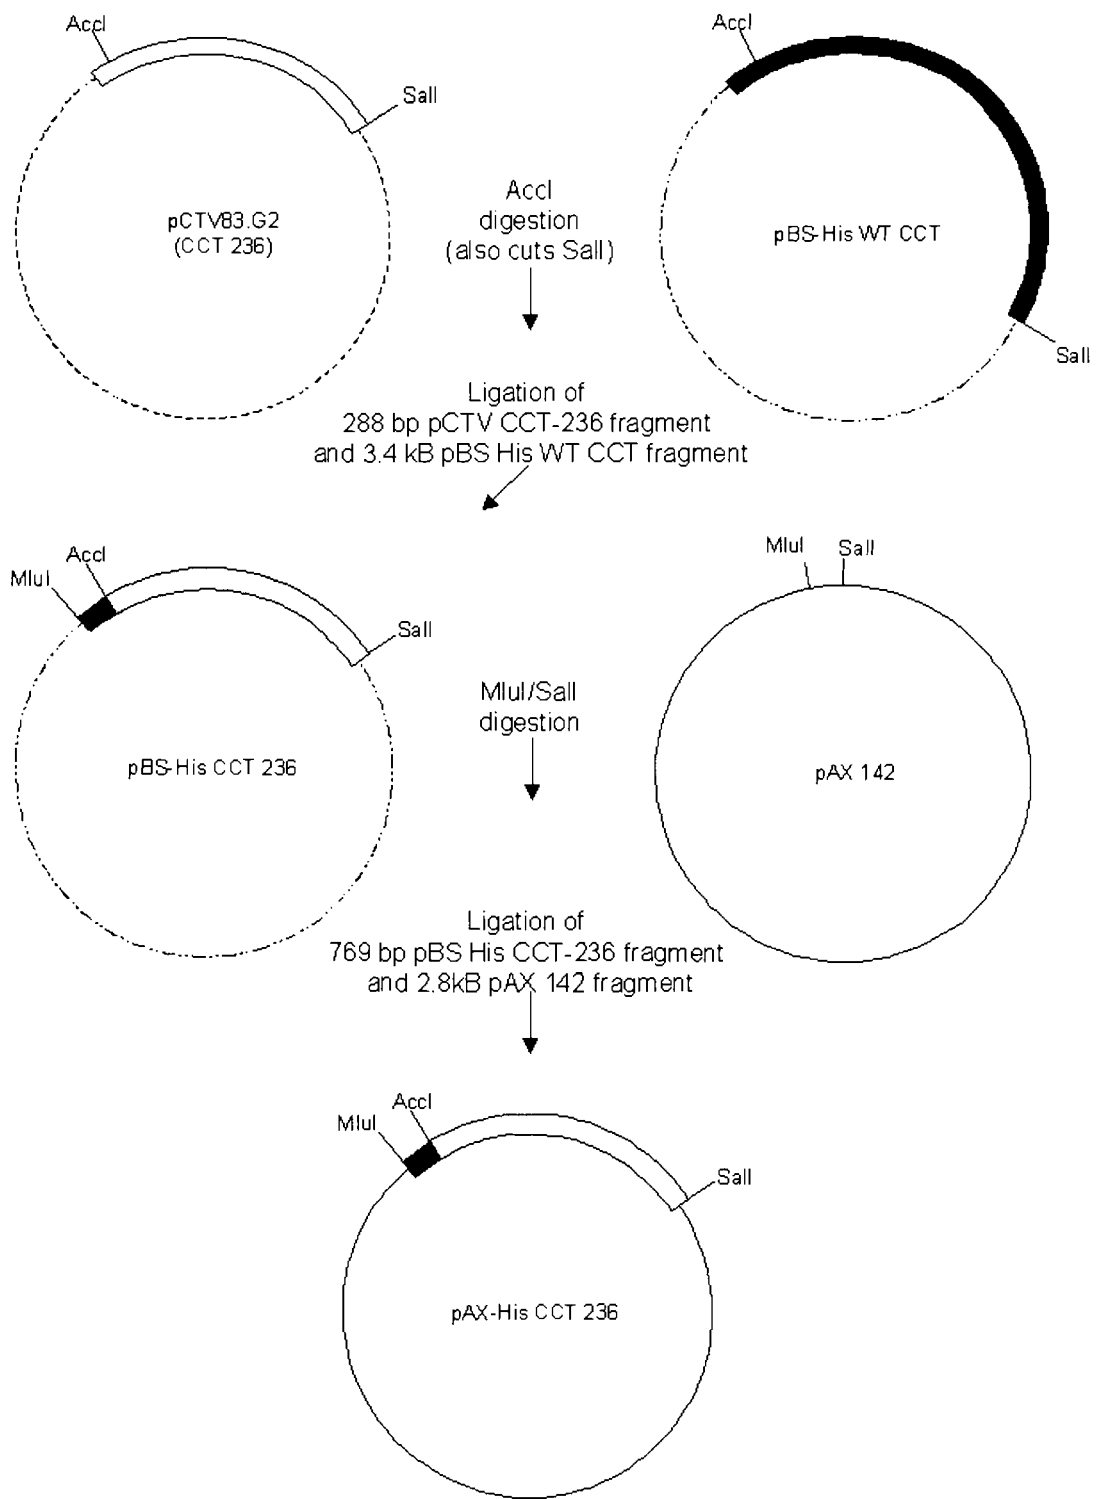 AccI
SalI
pCTV83.G2
(CCT 236)
AccI
digestion
(also cuts SalI)
AccI
pBS-His WT CCT
SalI
Ligation of
288 bp pCTV CCT-236 fragment
and 3.4 kB pBS His WT CCT fragment
MluI
AccI
SalI
pBS-His CCT 236
MluI/SalI
digestion
MluI
SalI
pAX 142
Ligation of
769 bp pBS His CCT-236 fragment
and 2.8kB pAX 142 fragment
MluI
AccI
SalI
pAX-His CCT 236